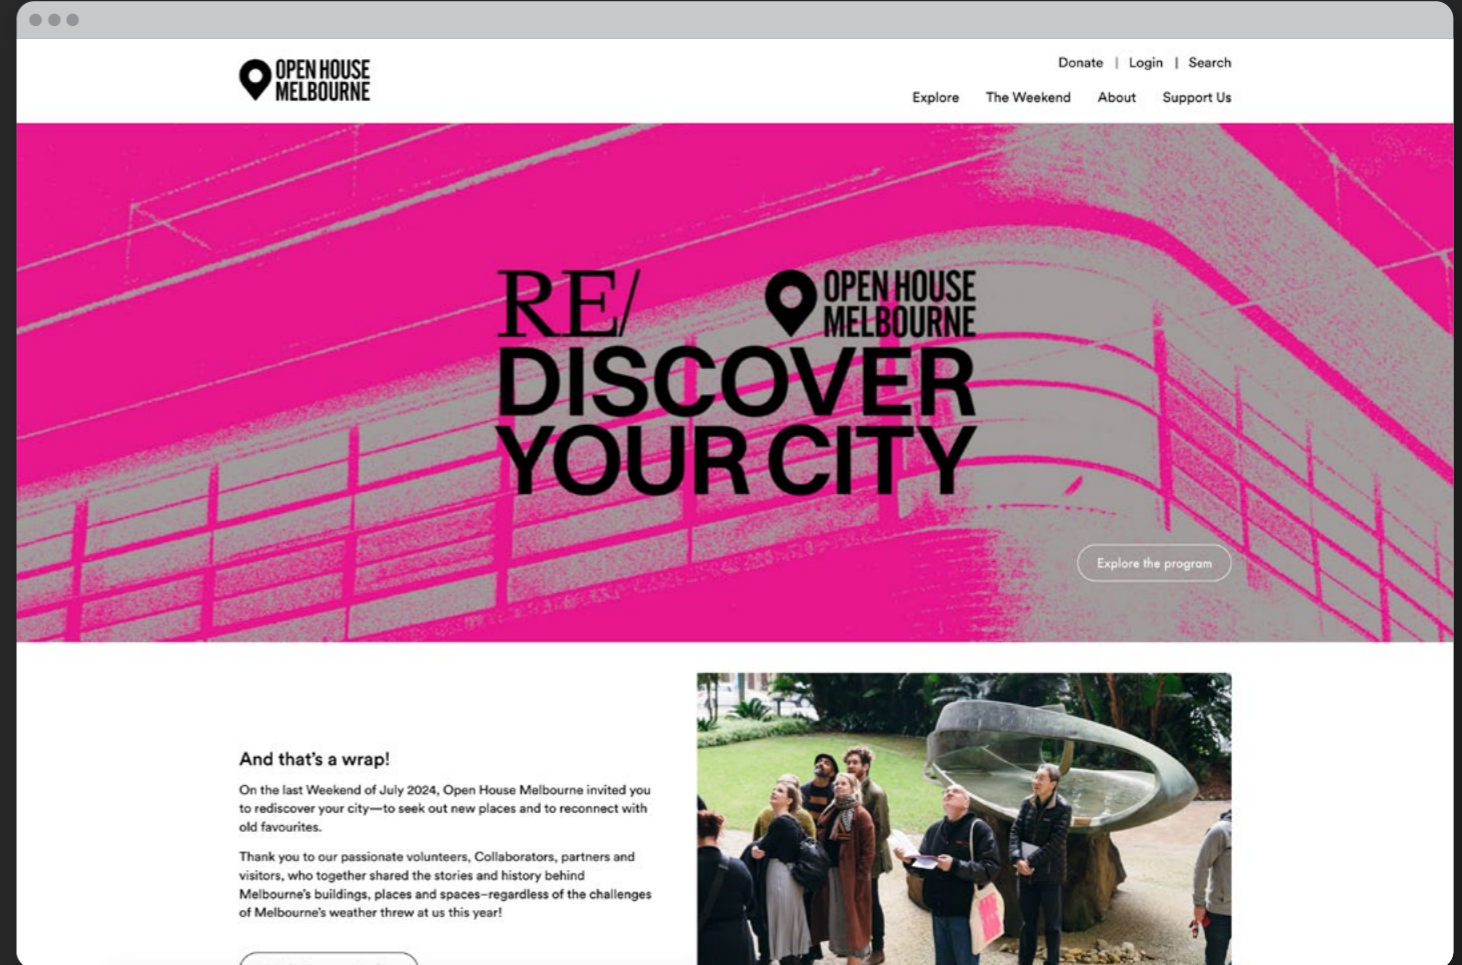 OPEN HOUSE
MELBOURNE
Donate | Login | Search
Explore The Weekend About Support Us
RE/
OPEN HOUSE
MELBOURNE
DISCOVER
YOUR CITY
Explore the program
And that's a wrap!
On the last Weekend of July 2024, Open House Melbourne invited you
to rediscover your city—to seek out new places and to reconnect with
old favourites.
Thank you to our passionate volunteers, Collaborators, partners and
visitors, who together shared the stories and history behind
Melbourne's buildings, places and spaces–regardless of the challenges
of Melbourne's weather threw at us this year!